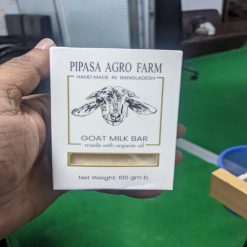 PIPASA AGRO FARM
HAND MADE IN BANGLADESH
GOAT MILK BAR
made with organic oil
Net Weight: 100 gm b.